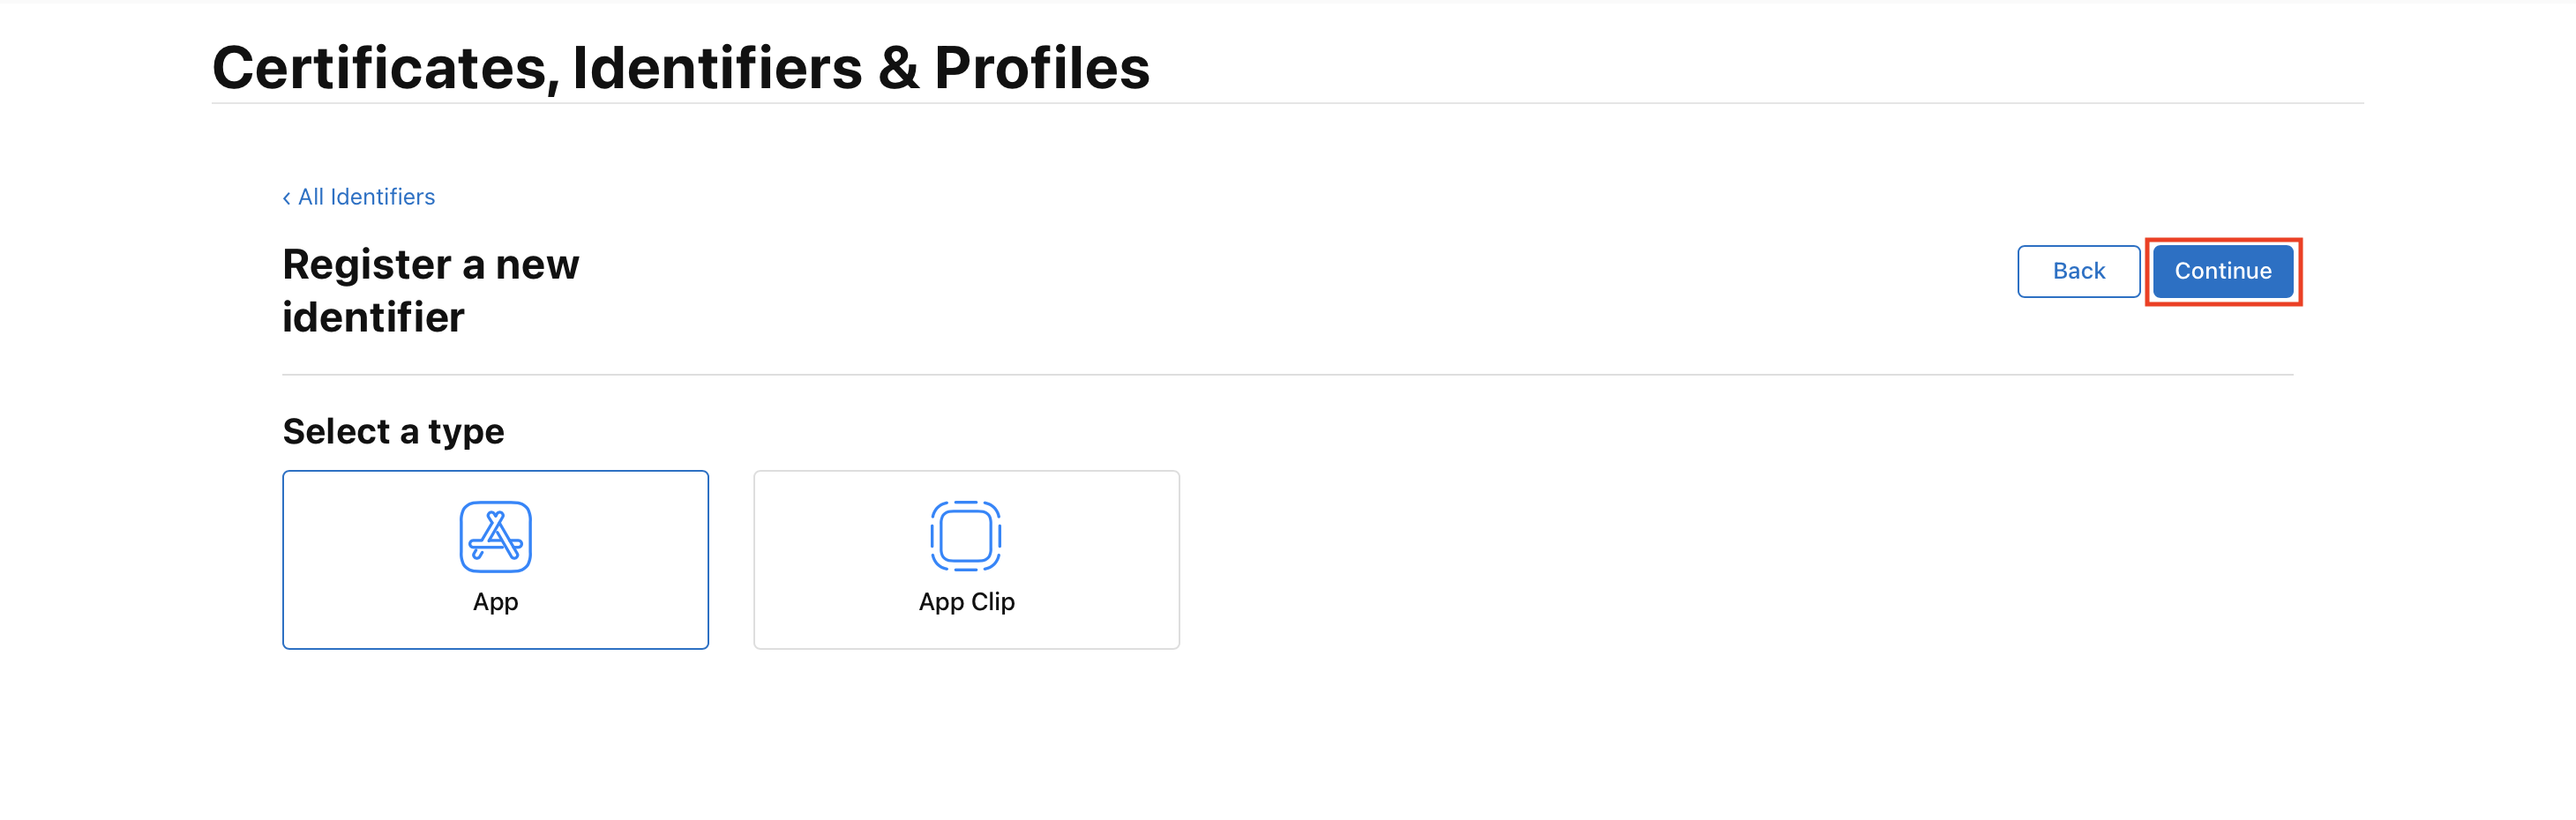 Certificates, Identifiers & Profiles
‹ All Identifiers
Register a new
identifier
Back
Continue
Select a type
App
App Clip